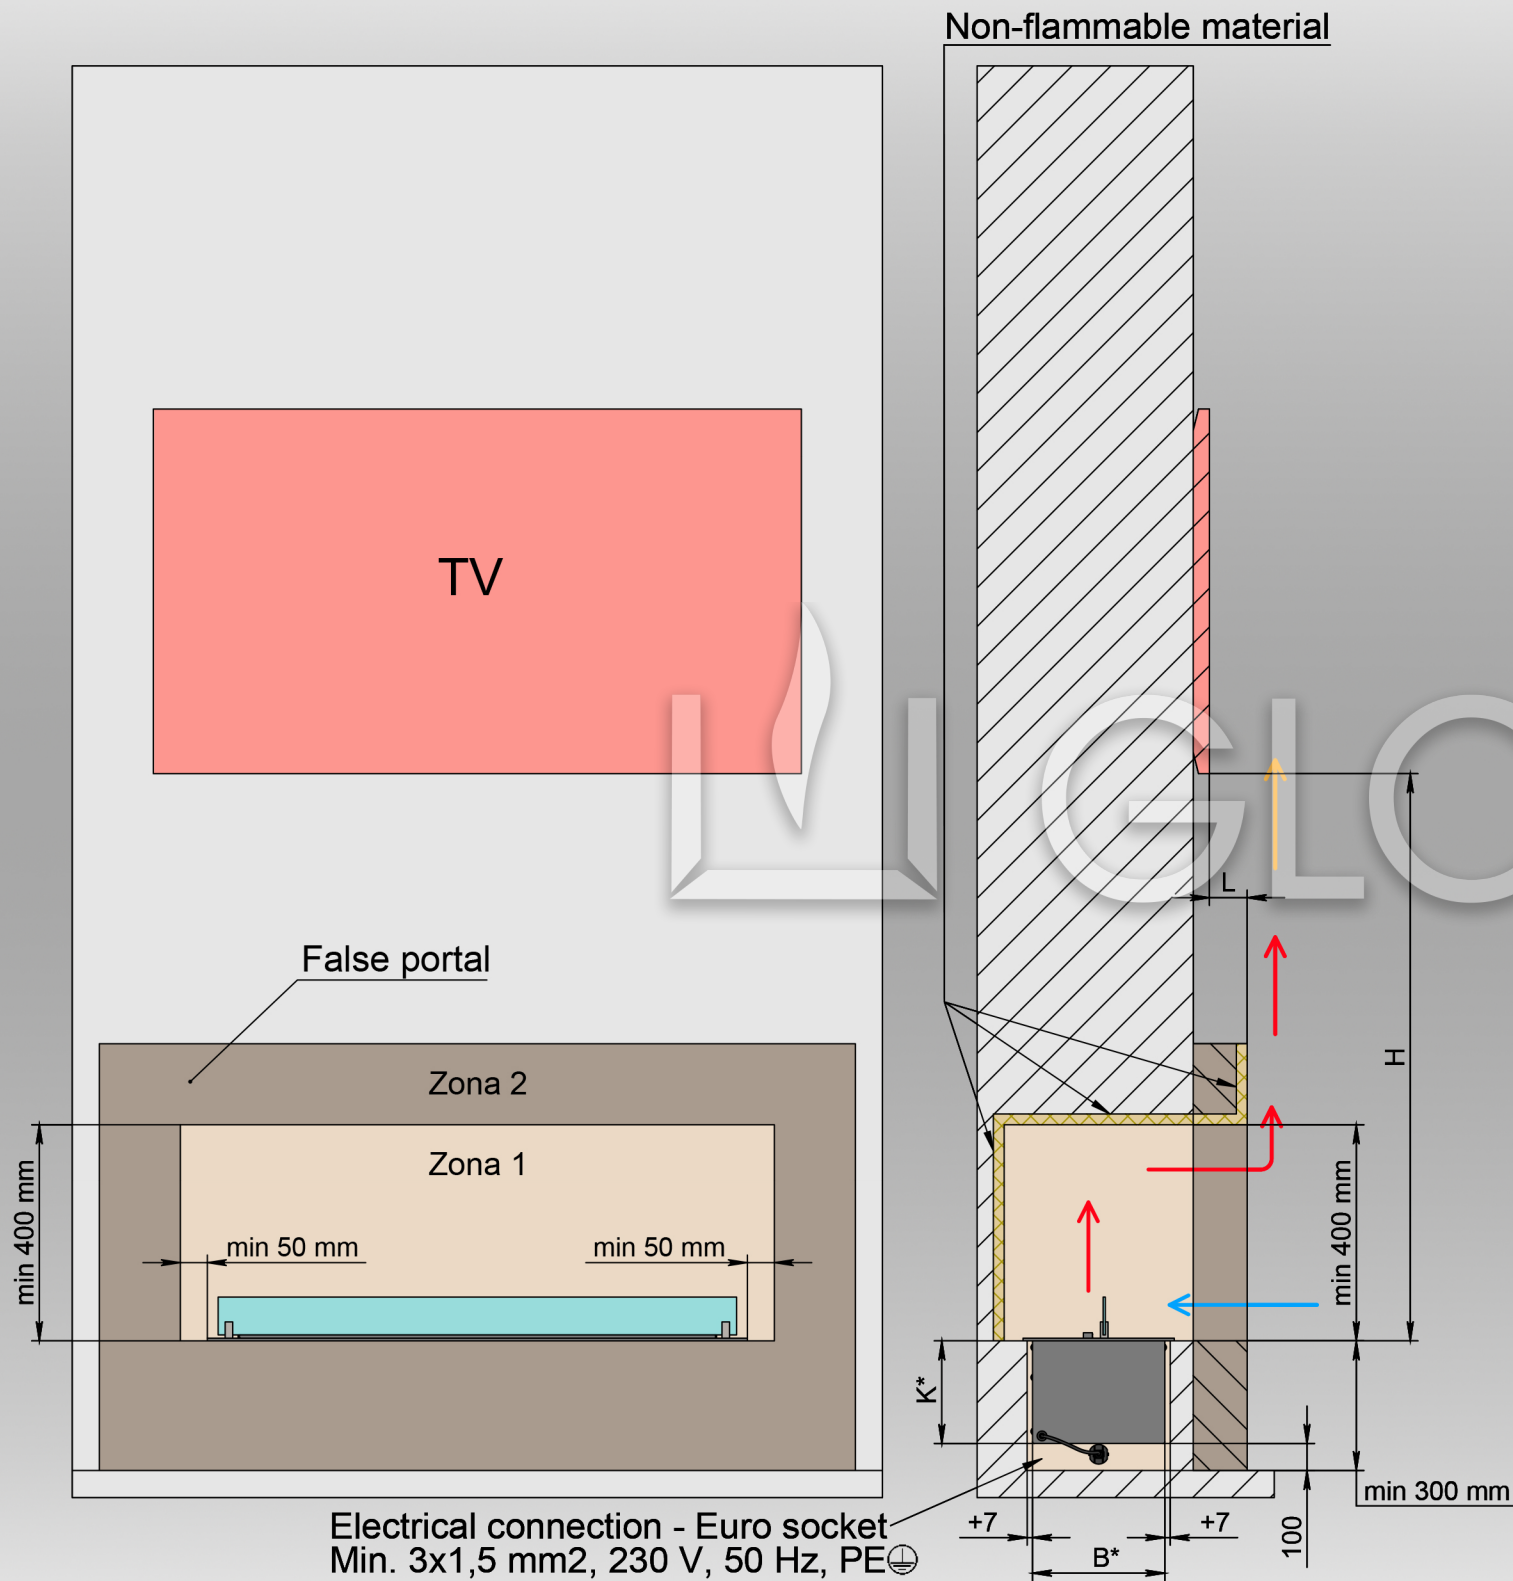 Non-flammable material
TV
GLO
L
False portal
H
Zona 2
Zona 1
min 400 mm
min 50 mm
min 50 mm
min 400 mm
K*
min 300 mm
Electrical connection - Euro socket
Min. 3x1,5 mm2, 230 V, 50 Hz, PE
+7
+7
B*
100